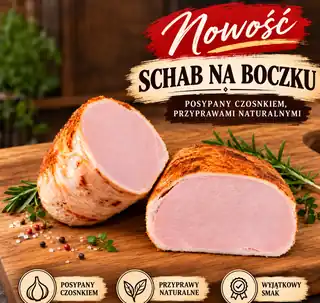 Nowość
SCHAB NA BOCZKU
POSYPANY CZOSNKIEM,
PRZYPRAWAMI NATURALNYMI
POSYPANY
CZOSNKIEM
PRZYPRAWY
NATURALNE
WYJĄTKOWY
SMAK